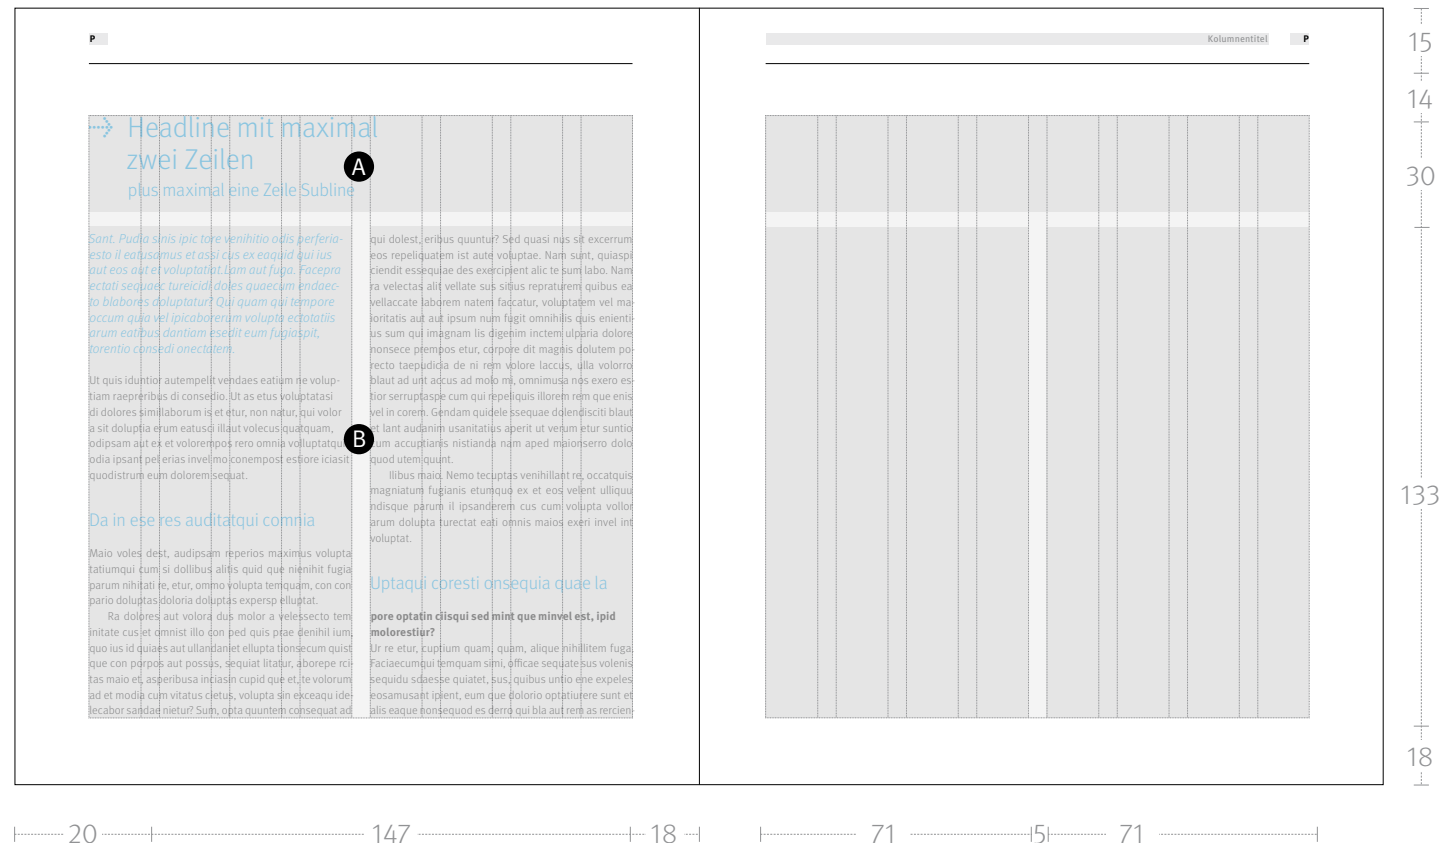 P
Kolumnentitel P
Headline mit maximal
zwei Zeilen
plus maximal eine Zeile Subline
A
Sant. Pudia sinis ipic tore venihitio odis perferia-
esto il eatusamus et assi cus ex eaquid qui ius
aut eos aut et voluptatiat.Lam aut fuga. Facepra
ectati sequaec tureicidi doles quaecum endaec-
to blabores doluptatur? Qui quam qui tempore
occum quia vel ipicaborerum volupta ectotatiis
arum eatibus dantiam esedit eum fugiaspit,
torentio consedi onectatem.
Ut quis iduntior autempelit vendaes eatium ne volup-
tiam raepreribus di consedio. Ut as etus voluptatasi
di dolores simillaborum is et etur, non natur, qui volor
a sit doluptia erum eatusci illaut volecus quatquam,
odipsam aut ex et volorempos rero omnia volluptatqu
odia ipsant pel erias invel mo conempost estiore iciasit
quodistrum eum dolorem sequat.
B
Da in ese res auditatqui comnia
Maio voles dest, audipsam reperios maximus volupta
tatiumqui cum si dollibus alitis quid que nienihit fugia
parum nihitati re, etur, ommo volupta temquam, con con
pario doluptas doloria doluptas expersp elluptat.
Ra dolores aut volora dus molor a velessecto tem
initate cus et omnist illo con ped quis prae denihil ium,
quo ius id quiaes aut ullandaniet ellupta tionsecum quist
que con porpos aut possus, sequiat litatur, aborepe rci-
tas maio et, asperibusa inciasin cupid que et, te volorum
ad et modia cum vitatus cietus, volupta sin exceaqu ide-
lecabor sandae nietur? Sum, opta quuntem consequat ad
qui dolest, eribus quuntur? Sed quasi nus sit excerrum
eos repeliquatem ist aute voluptae. Nam sunt, quiaspi
ciendit essequiae des exercipient alic te sum labo. Nam
ra velectas alit vellate sus sitius repraturem quibus ea
vellaccate laborem natem faccatur, voluptatem vel ma-
ioritatis aut aut ipsum num fugit omnihilis quis enienti-
us sum qui imagnam lis digenim inctem ulparia dolore
nonsece prempos etur, corpore dit magnis dolutem po-
recto taepudicia de ni rem volore laccus, ulla volorro
blaut ad unt accus ad molo mi, omnimusa nos exero es-
tior serruptaspe cum qui repeliquis illorem rem que enis
vel in corem. Gendam quidele ssequae dolendisciti blaut
et lant audanim usanitatius aperit ut verum etur suntio
cum accuptianis nistianda nam aped maionserro dolo
quod utem quunt.
Ilibus maio. Nemo tecuptas venihillant re, occatquis
magniatum fugianis etumquo ex et eos velent ulliquu
ndisque parum il ipsanderem cus cum volupta vollor
arum dolupta turectat eati omnis maios exeri invel int
voluptat.
Uptaqui coresti onsequia quae la
pore optatin ciisqui sed mint que minvel est, ipid
molorestiur?
Ur re etur, cuptium quam, quam, alique nihillitem fuga.
Faciaecumqui temquam simi, officae sequate sus volenis
sequidu sdaesse quiatet, sus, quibus untio ene expeles
eosamusant ipient, eum que dolorio optatiurere sunt et
alis eaque nonsequod es derro qui bla aut rem as rercien-
15
14
30
133
18
20 147 18 71 5 71